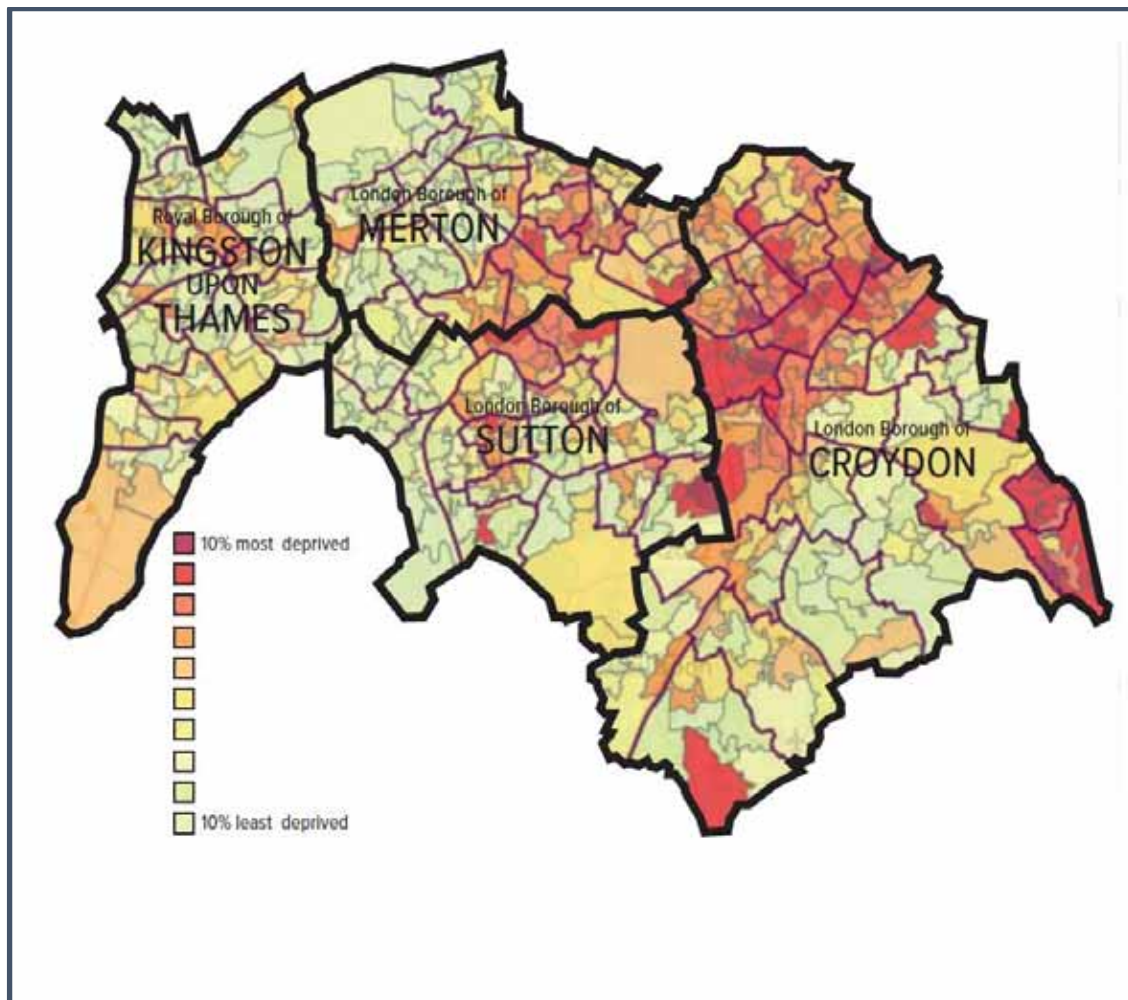 London Borough of
MERTON
Royal Borough of
KINGSTON
UPON
THAMES
London Borough of
SUTTON
London Borough of
CROYDON
10% most deprived
10% least deprived